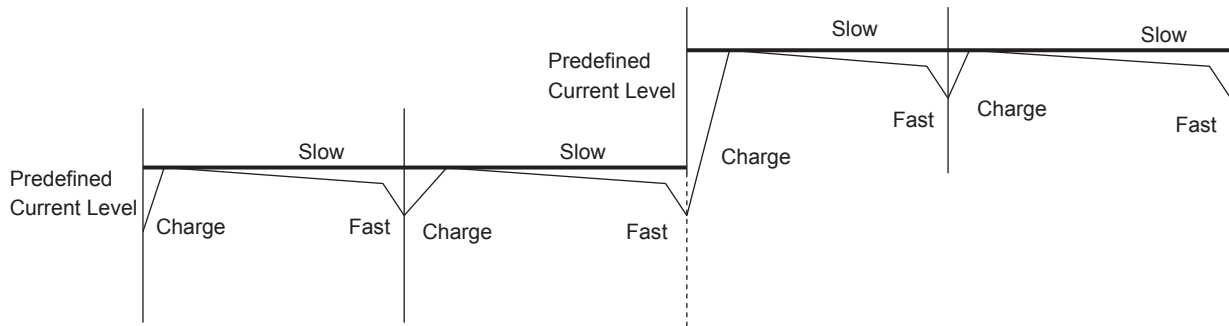 Slow
Slow
Predefined
Current Level
Fast
Charge
Fast
Charge
Slow
Slow
Predefined
Current Level
Charge
Fast
Charge
Fast